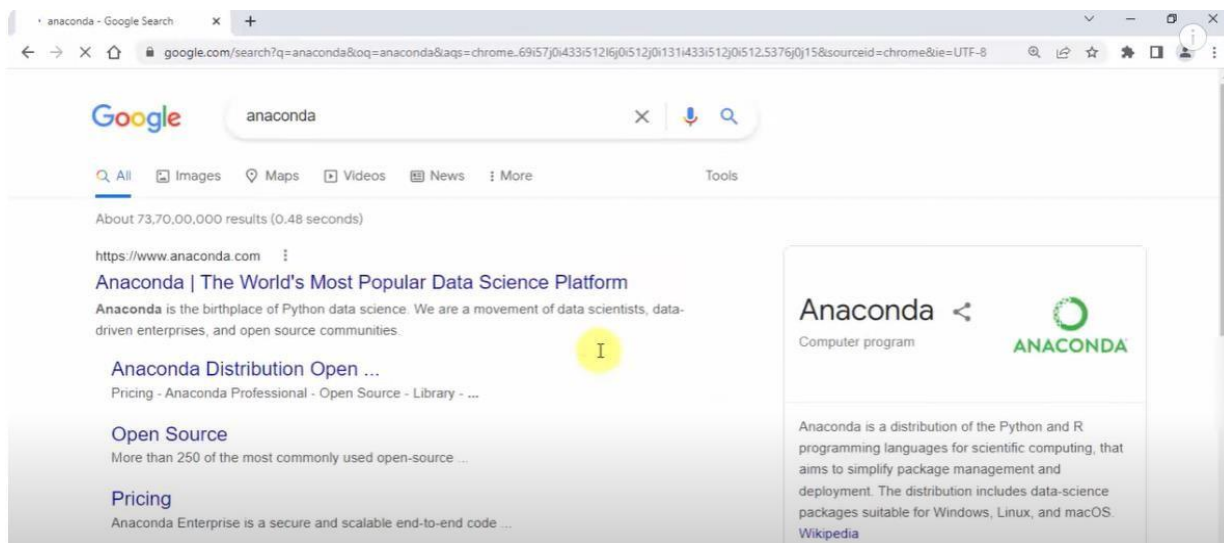 anaconda - Google Search
google.com/search?q=anaconda&oq=anaconda&aqs=chrome..69i57j0i433i512l6j0i512j0i131i433i512j0i512.5376j0j15&sourceid=chrome&ie=UTF-8
Google
anaconda
All Images Maps Videos News More Tools
About 73,70,00,000 results (0.48 seconds)
https://www.anaconda.com
Anaconda | The World's Most Popular Data Science Platform
Anaconda is the birthplace of Python data science. We are a movement of data scientists, data-
driven enterprises, and open source communities.
Anaconda Distribution Open ...
Pricing - Anaconda Professional - Open Source - Library - ...
Open Source
More than 250 of the most commonly used open-source ...
Pricing
Anaconda Enterprise is a secure and scalable end-to-end code ...
Anaconda
Computer program
ANACONDA
Anaconda is a distribution of the Python and R
programming languages for scientific computing, that
aims to simplify package management and
deployment. The distribution includes data-science
packages suitable for Windows, Linux, and macOS.
Wikipedia